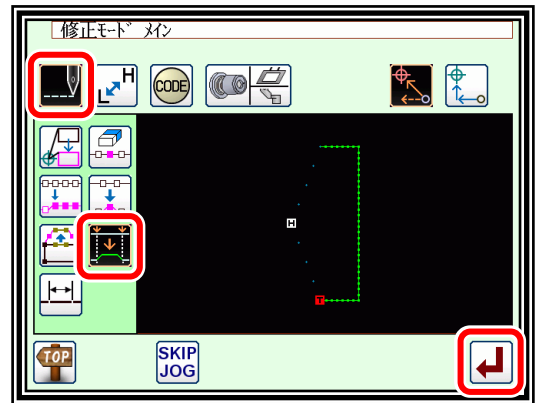 修正ﾓｰﾄﾞ ﾒｲﾝ
H
CODE
H
T
TOP
SKIP
JOG